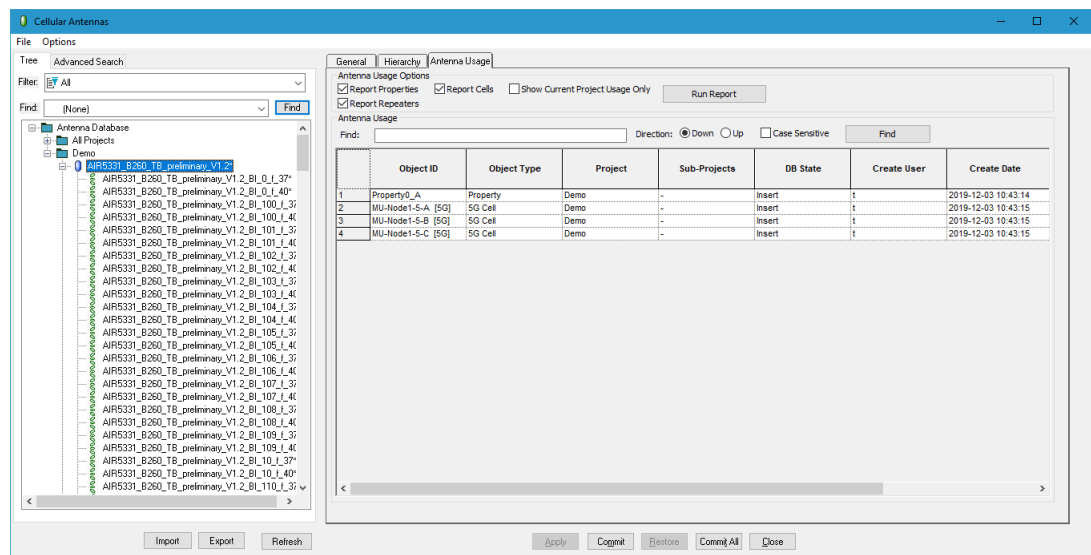 Cellular Antennas
File Options
Tree Advanced Search
Filter: All
Find: (None) Find
Antenna Database
All Projects
Demo
AIR5331_B260_TB_preliminary_V1.2*
AIR5331_B260_TB_preliminary_V1.2_BI_0_f_37*
AIR5331_B260_TB_preliminary_V1.2_BI_0_f_40*
AIR5331_B260_TB_preliminary_V1.2_BI_100_f_37
AIR5331_B260_TB_preliminary_V1.2_BI_100_f_40
AIR5331_B260_TB_preliminary_V1.2_BI_101_f_37
AIR5331_B260_TB_preliminary_V1.2_BI_101_f_40
AIR5331_B260_TB_preliminary_V1.2_BI_102_f_37
AIR5331_B260_TB_preliminary_V1.2_BI_102_f_40
AIR5331_B260_TB_preliminary_V1.2_BI_103_f_37
AIR5331_B260_TB_preliminary_V1.2_BI_103_f_40
AIR5331_B260_TB_preliminary_V1.2_BI_104_f_37
AIR5331_B260_TB_preliminary_V1.2_BI_104_f_40
AIR5331_B260_TB_preliminary_V1.2_BI_105_f_37
AIR5331_B260_TB_preliminary_V1.2_BI_105_f_40
AIR5331_B260_TB_preliminary_V1.2_BI_106_f_37
AIR5331_B260_TB_preliminary_V1.2_BI_106_f_40
AIR5331_B260_TB_preliminary_V1.2_BI_107_f_37
AIR5331_B260_TB_preliminary_V1.2_BI_107_f_40
AIR5331_B260_TB_preliminary_V1.2_BI_108_f_37
AIR5331_B260_TB_preliminary_V1.2_BI_108_f_40
AIR5331_B260_TB_preliminary_V1.2_BI_109_f_37
AIR5331_B260_TB_preliminary_V1.2_BI_109_f_40
AIR5331_B260_TB_preliminary_V1.2_BI_10_f_37*
AIR5331_B260_TB_preliminary_V1.2_BI_10_f_40*
AIR5331_B260_TB_preliminary_V1.2_BI_110_f_37
Import Export Refresh
General Hierarchy Antenna Usage
Antenna Usage Options
Report Properties Report Cells Show Current Project Usage Only Run Report
Report Repeaters
Antenna Usage
Find: Direction: Down Up Case Sensitive Find
Object ID Object Type Project Sub-Projects DB State Create User Create Date
1 Property0_A Property Demo - Insert t 2019-12-03 10:43:14
2 MU-Node1-5-A [5G] 5G Cell Demo - Insert t 2019-12-03 10:43:15
3 MU-Node1-5-B [5G] 5G Cell Demo - Insert t 2019-12-03 10:43:15
4 MU-Node1-5-C [5G] 5G Cell Demo - Insert t 2019-12-03 10:43:15
Apply Commit Restore Commit All Close